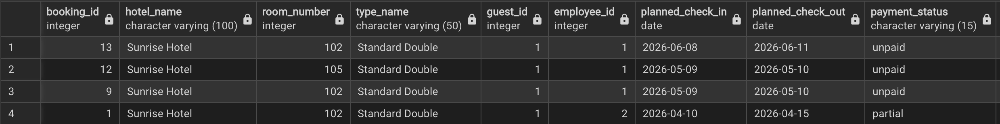 booking_id hotel_name room_number type_name guest_id employee_id planned_check_in planned_check_out payment_status
integer character varying (100) integer character varying (50) integer integer date date character varying (15)
1 13 Sunrise Hotel 102 Standard Double 1 1 2026-06-08 2026-06-11 unpaid
2 12 Sunrise Hotel 105 Standard Double 1 1 2026-05-09 2026-05-10 unpaid
3 9 Sunrise Hotel 102 Standard Double 1 1 2026-05-09 2026-05-10 unpaid
4 1 Sunrise Hotel 102 Standard Double 1 2 2026-04-10 2026-04-15 partial